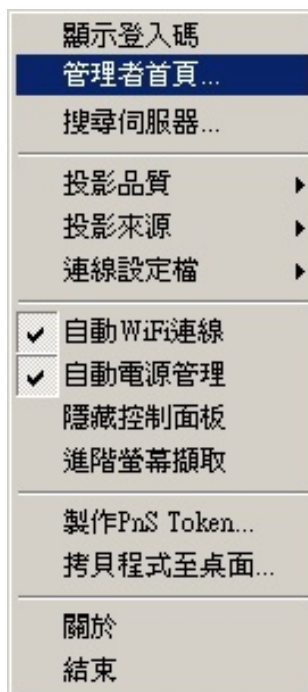 顯示登入碼
管理者首頁...
搜尋伺服器...
投影品質
投影來源
連線設定檔
自動WiFi連線
自動電源管理
隱藏控制面板
進階螢幕擷取
製作PnS Token...
拷貝程式至桌面...
關於
結束